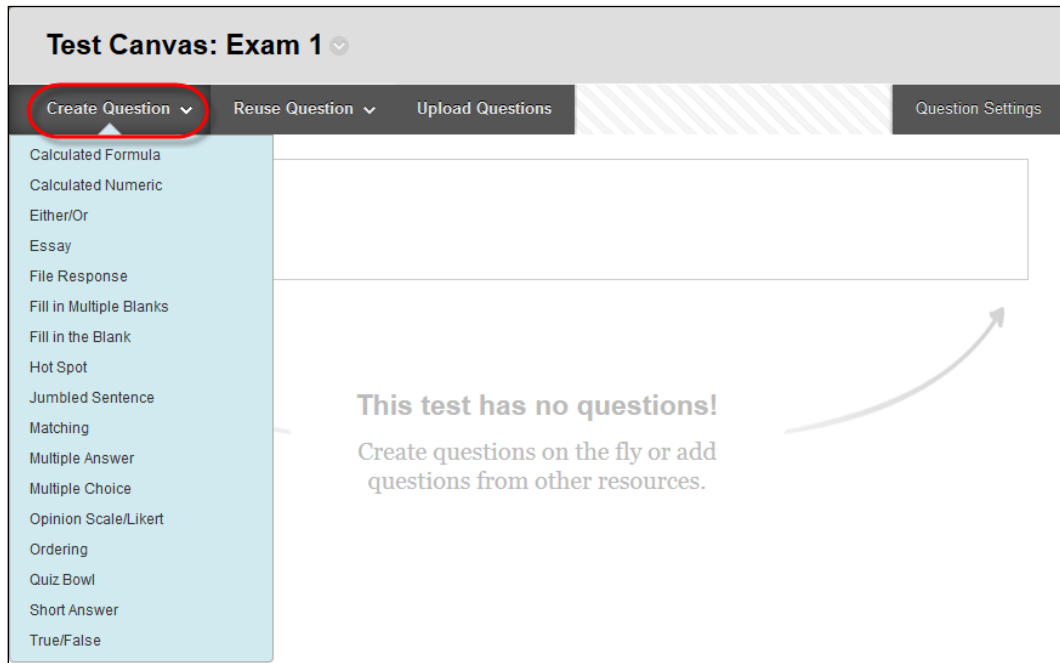 Test Canvas: Exam 1
Create Question
Reuse Question
Upload Questions
Question Settings
Calculated Formula
Calculated Numeric
Either/Or
Essay
File Response
Fill in Multiple Blanks
Fill in the Blank
Hot Spot
Jumbled Sentence
Matching
Multiple Answer
Multiple Choice
Opinion Scale/Likert
Ordering
Quiz Bowl
Short Answer
True/False
This test has no questions!
Create questions on the fly or add
questions from other resources.